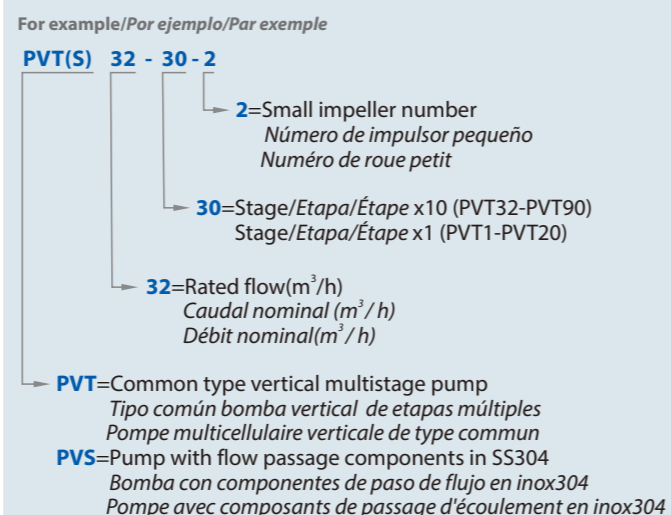 For example/Por ejemplo/Par exemple
PVT(S) 32 - 30 - 2
2=Small impeller number
Número de impulsor pequeño
Numéro de roue petit
30=Stage/Etapa/Étape x10 (PVT32-PVT90)
Stage/Etapa/Étape x1 (PVT1-PVT20)
32=Rated flow(m³/h)
Caudal nominal (m³/ h)
Débit nominal(m³/ h)
PVT=Common type vertical multistage pump
Tipo común bomba vertical de etapas múltiples
Pompe multicellulaire verticale de type commun
PVS=Pump with flow passage components in SS304
Bomba con componentes de paso de flujo en inox304
Pompe avec composants de passage d'écoulement en inox304